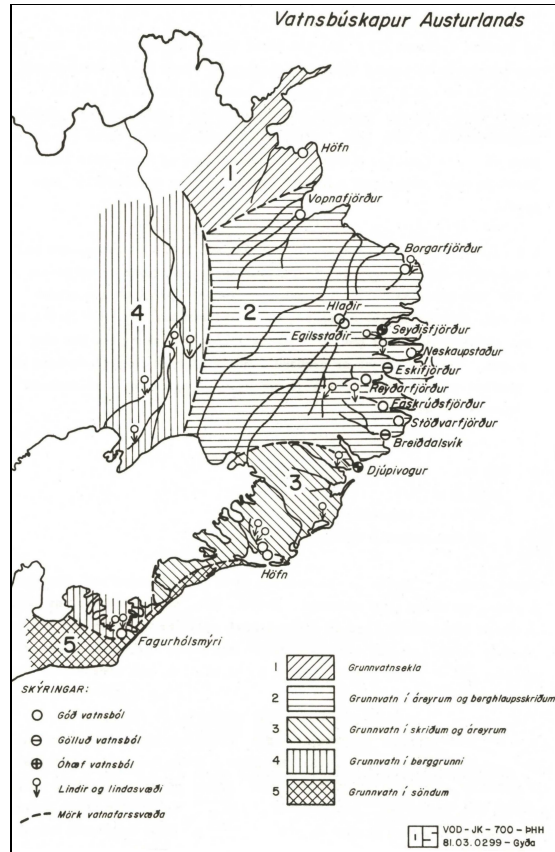 Vatnsbúskapur Austurlands
1
Höfn
Vopnafjörður
Borgarfjörður
4
2
Hlaðir
Egilsstaðir
Seyðisfjörður
Neskaupstaður
Eskifjörður
Reyðarfjörður
Fáskrúðsfjörður
Stöðvarfjörður
Breiðdalsvík
Djúpivogur
3
Höfn
5
Fagurhólsmýri
SKÝRINGAR:
Góð vatnsból
Gölluð vatnsból
Óhæf vatnsból
Lindir og lindasvæði
Mörk vatnafarssvæða
1 Grunnvatnsekla
2 Grunnvatn í áreyrum og berghlaupsskriðum
3 Grunnvatn í skriðum og áreyrum
4 Grunnvatn í berggrunni
5 Grunnvatn í söndum
VOD-JK-700-ÞHH
81.03.0299-Gyða